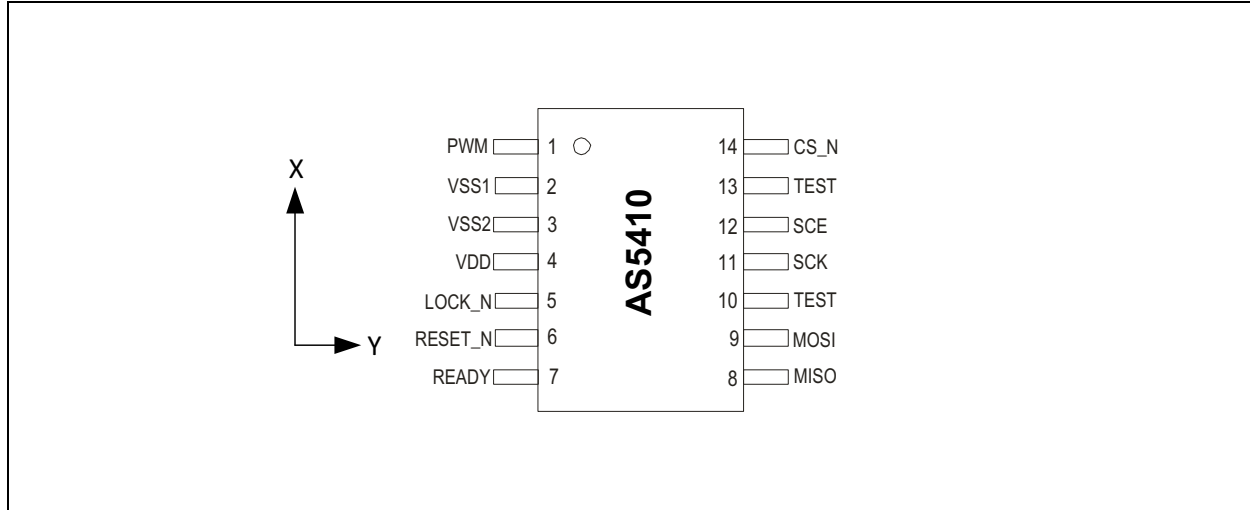 PWM 1 14 CS_N
X
VSS1 2 13 TEST
VSS2 3 12 SCE
AS5410
VDD 4 11 SCK
LOCK_N 5 10 TEST
RESET_N 6 9 MOSI
Y
READY 7 8 MISO